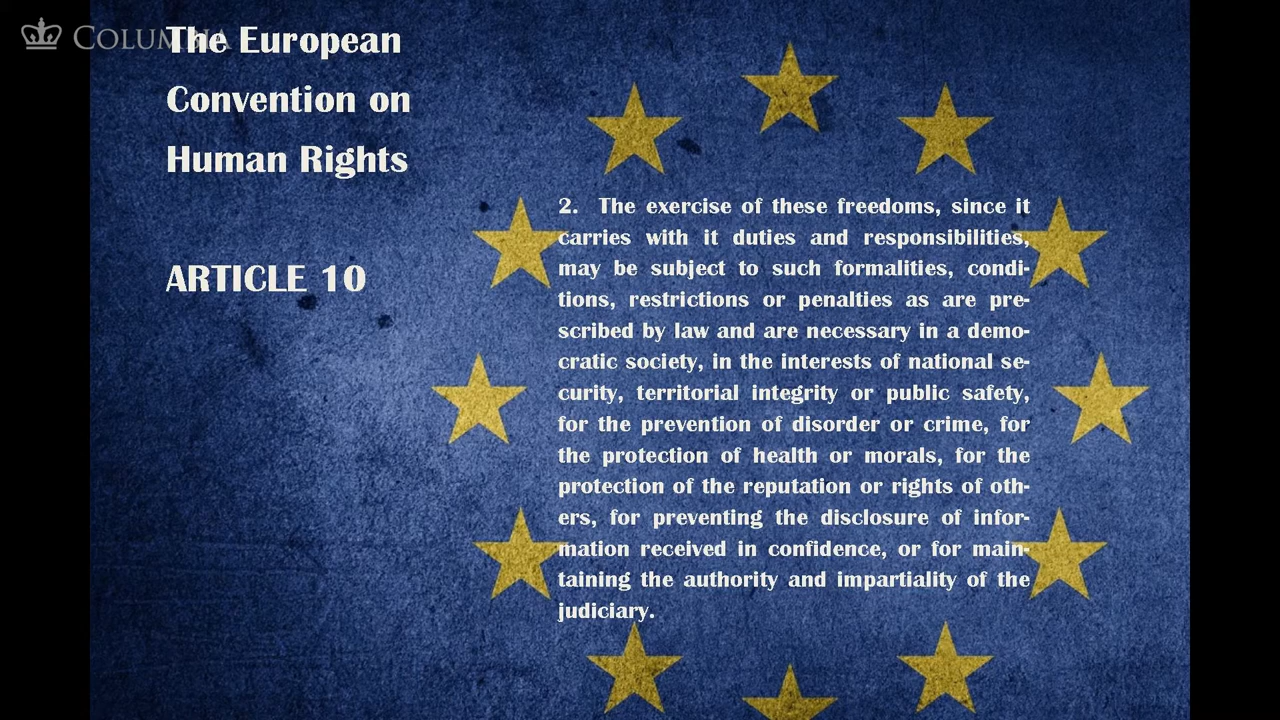 COLUMBIA
The European
Convention on
Human Rights
ARTICLE 10
2. The exercise of these freedoms, since it
carries with it duties and responsibilities,
may be subject to such formalities, condi-
tions, restrictions or penalties as are pre-
scribed by law and are necessary in a demo-
cratic society, in the interests of national se-
curity, territorial integrity or public safety,
for the prevention of disorder or crime, for
the protection of health or morals, for the
protection of the reputation or rights of oth-
ers, for preventing the disclosure of infor-
mation received in confidence, or for main-
taining the authority and impartiality of the
judiciary.